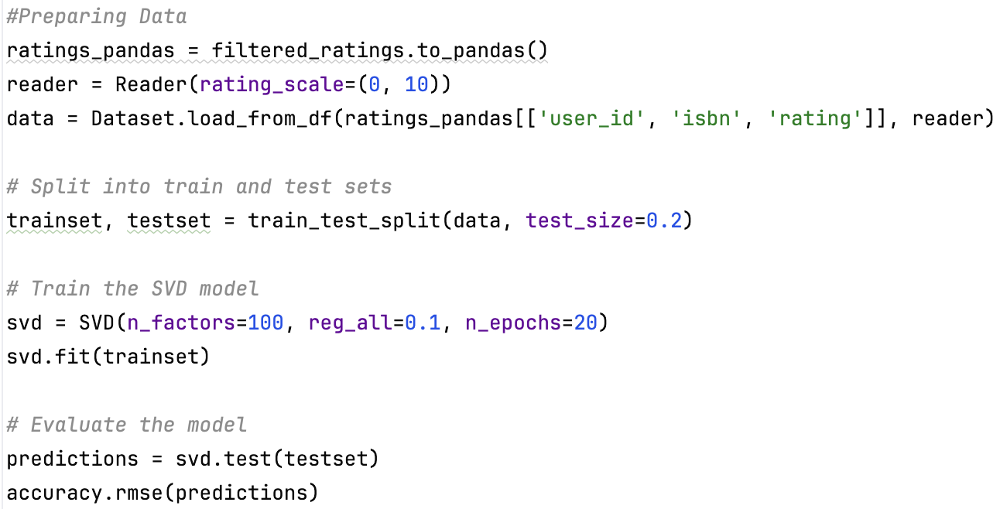 #Preparing Data
ratings_pandas = filtered_ratings.to_pandas()
reader = Reader(rating_scale=(0, 10))
data = Dataset.load_from_df(ratings_pandas[['user_id', 'isbn', 'rating']], reader)
# Split into train and test sets
trainset, testset = train_test_split(data, test_size=0.2)
# Train the SVD model
svd = SVD(n_factors=100, reg_all=0.1, n_epochs=20)
svd.fit(trainset)
# Evaluate the model
predictions = svd.test(testset)
accuracy.rmse(predictions)